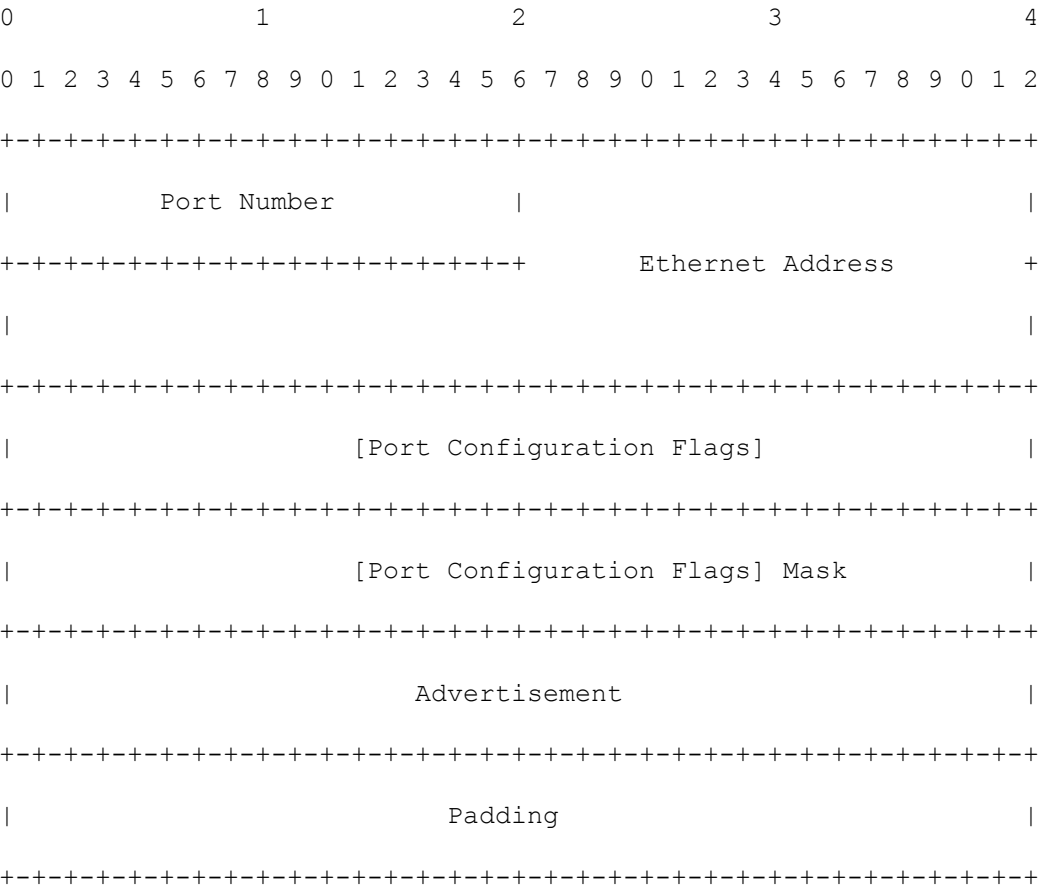 0               1               2               3               4
0 1 2 3 4 5 6 7 8 9 0 1 2 3 4 5 6 7 8 9 0 1 2 3 4 5 6 7 8 9 0 1 2
+-+-+-+-+-+-+-+-+-+-+-+-+-+-+-+-+-+-+-+-+-+-+-+-+-+-+-+-+-+-+-+-+
|         Port Number           |                               |
+-+-+-+-+-+-+-+-+-+-+-+-+-+-+-+-+       Ethernet Address        +
|                                                               |
+-+-+-+-+-+-+-+-+-+-+-+-+-+-+-+-+-+-+-+-+-+-+-+-+-+-+-+-+-+-+-+-+
|                     [Port Configuration Flags]                |
+-+-+-+-+-+-+-+-+-+-+-+-+-+-+-+-+-+-+-+-+-+-+-+-+-+-+-+-+-+-+-+-+
|                     [Port Configuration Flags] Mask           |
+-+-+-+-+-+-+-+-+-+-+-+-+-+-+-+-+-+-+-+-+-+-+-+-+-+-+-+-+-+-+-+-+
|                         Advertisement                         |
+-+-+-+-+-+-+-+-+-+-+-+-+-+-+-+-+-+-+-+-+-+-+-+-+-+-+-+-+-+-+-+-+
|                           Padding                             |
+-+-+-+-+-+-+-+-+-+-+-+-+-+-+-+-+-+-+-+-+-+-+-+-+-+-+-+-+-+-+-+-+